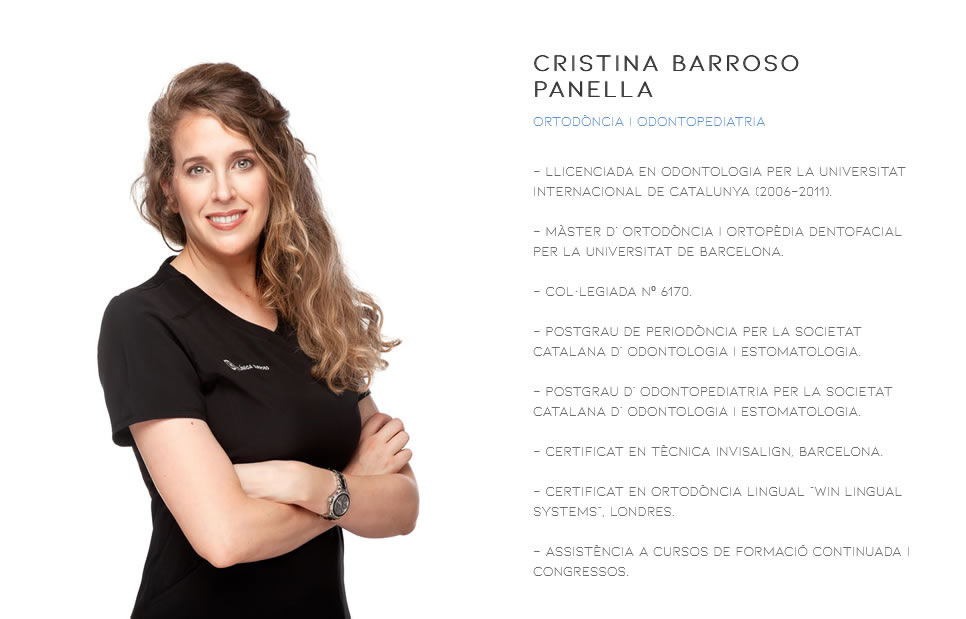 CRISTINA BARROSO
PANELLA
ORTODÒNCIA I ODONTOPEDIATRIA
- LLICENCIADA EN ODONTOLOGIA PER LA UNIVERSITAT
INTERNACIONAL DE CATALUNYA (2006-2011).
- MÀSTER D' ORTODÒNCIA I ORTOPÈDIA DENTOFACIAL
PER LA UNIVERSITAT DE BARCELONA.
- COL·LEGIADA Nº 6170.
- POSTGRAU DE PERIODÒNCIA PER LA SOCIETAT
CATALANA D' ODONTOLOGIA I ESTOMATOLOGIA.
- POSTGRAU D' ODONTOPEDIATRIA PER LA SOCIETAT
CATALANA D' ODONTOLOGIA I ESTOMATOLOGIA.
- CERTIFICAT EN TÈCNICA INVISALIGN, BARCELONA.
- CERTIFICAT EN ORTODÒNCIA LINGUAL "WIN LINGUAL
SYSTEMS", LONDRES.
- ASSISTÈNCIA A CURSOS DE FORMACIÓ CONTINUADA I
CONGRESSOS.